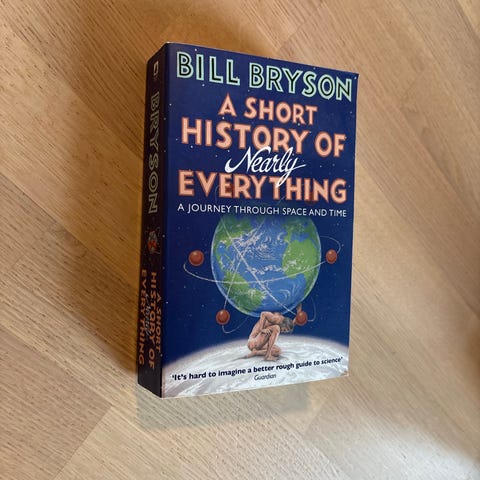 BILL BRYSON
A SHORT
HISTORY OF
Nearly
EVERYTHING
A JOURNEY THROUGH SPACE AND TIME
'It's hard to imagine a better rough guide to science'
Guardian
BRYSON
A SHORT
HISTORY OF
NEARLY
EVERYTHING